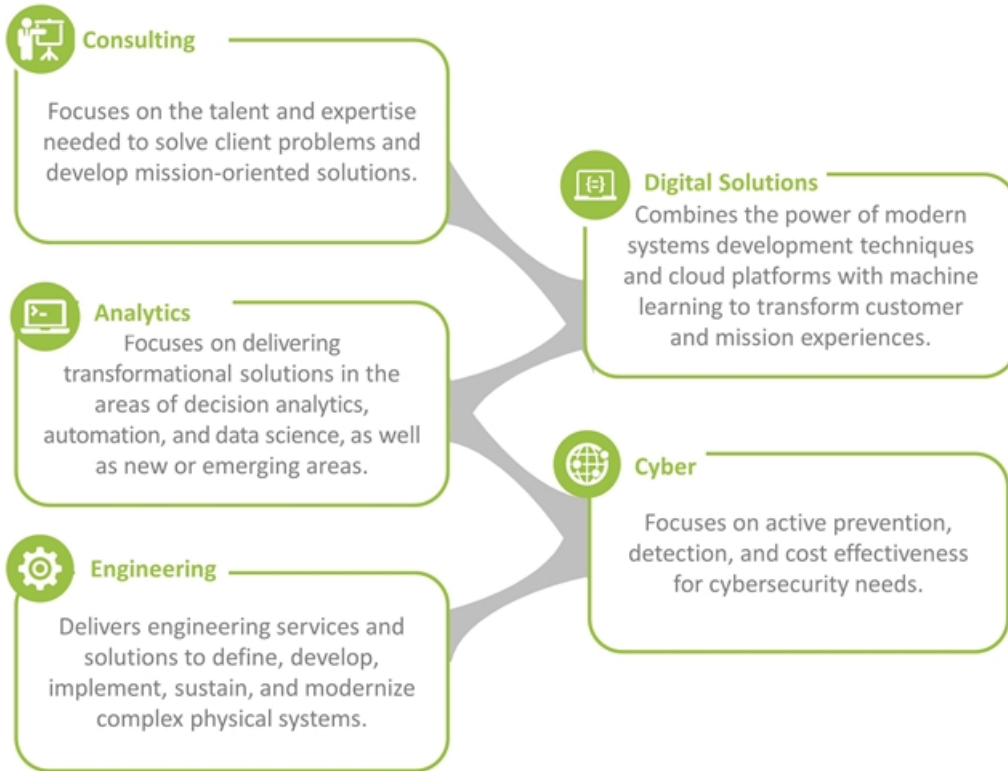 Consulting
Focuses on the talent and expertise
needed to solve client problems and
develop mission-oriented solutions.
Digital Solutions
Combines the power of modern
systems development techniques
and cloud platforms with machine
learning to transform customer
and mission experiences.
Analytics
Focuses on delivering
transformational solutions in the
areas of decision analytics,
automation, and data science, as well
as new or emerging areas.
Cyber
Focuses on active prevention,
detection, and cost effectiveness
for cybersecurity needs.
Engineering
Delivers engineering services and
solutions to define, develop,
implement, sustain, and modernize
complex physical systems.